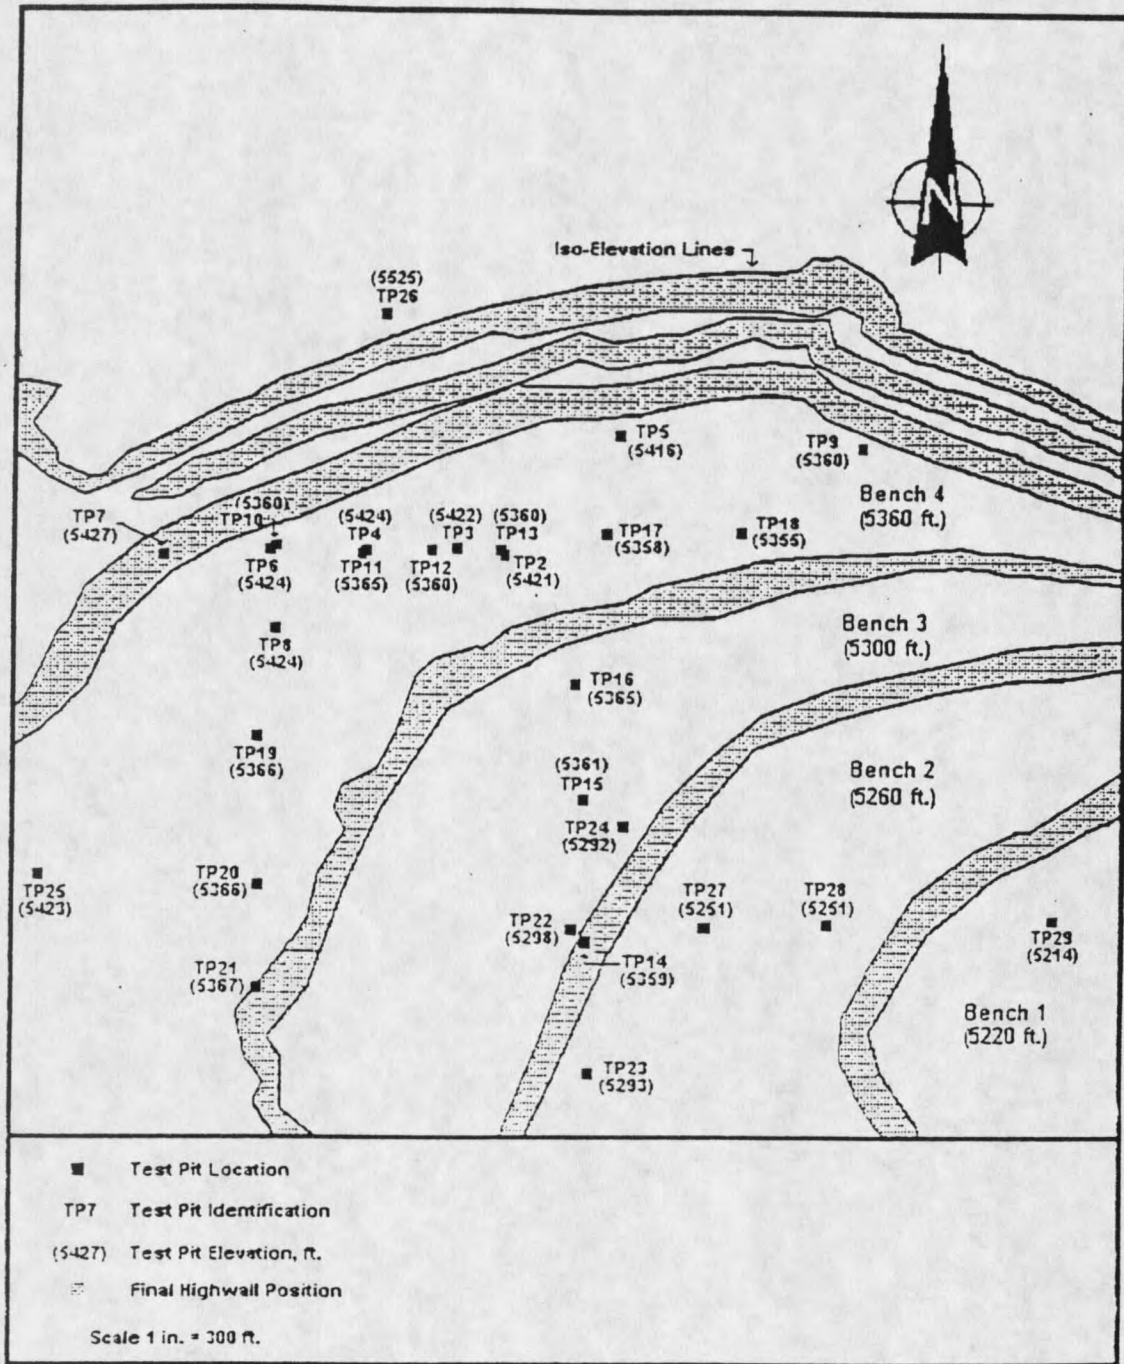 N
Iso-Elevation Lines
(5525)
TP26
TP5
(5416)
TP9
(5360)
Bench 4
(5360 ft.)
TP7
(5427)
(5360)
TP10
TP6
(5424)
(5424)
TP4
TP11
(5365)
(5422)
TP3
TP12
(5360)
(5360)
TP13
TP2
(5421)
TP17
(5358)
TP18
(5355)
TP8
(5424)
Bench 3
(5300 ft.)
TP16
(5365)
TP19
(5366)
(5361)
TP15
Bench 2
(5260 ft.)
TP24
(5292)
TP25
(5423)
TP20
(5366)
TP27
(5251)
TP28
(5251)
TP22
(5298)
TP29
(5214)
TP14
(5359)
TP21
(5367)
Bench 1
(5220 ft.)
TP23
(5293)
Test Pit Location
TP7 Test Pit Identification
(5427) Test Pit Elevation, ft.
Final Highwall Position
Scale 1 in. = 300 ft.